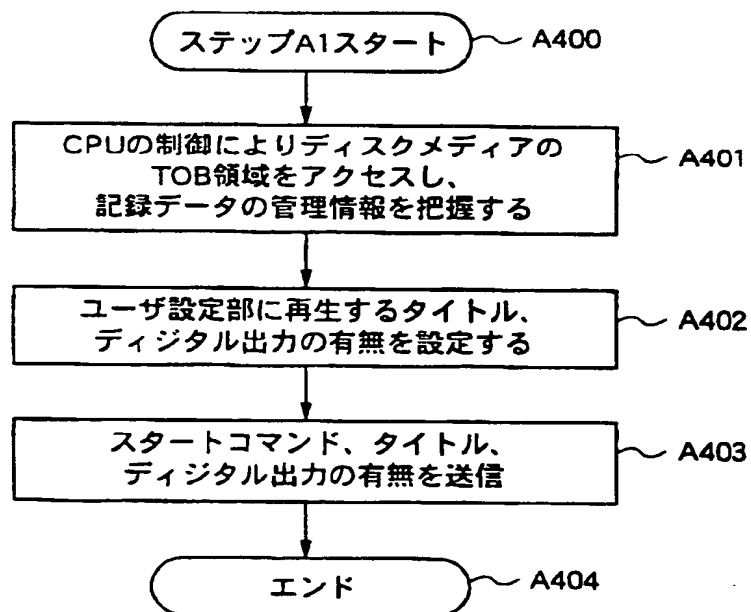 ステップA1スタート A400
CPUの制御によりディスクメディアの
TOB領域をアクセスし、 A401
記録データの管理情報を把握する
ユーザ設定部に再生するタイトル、
ディジタル出力の有無を設定する A402
スタートコマンド、タイトル、 A403
ディジタル出力の有無を送信
エンド A404